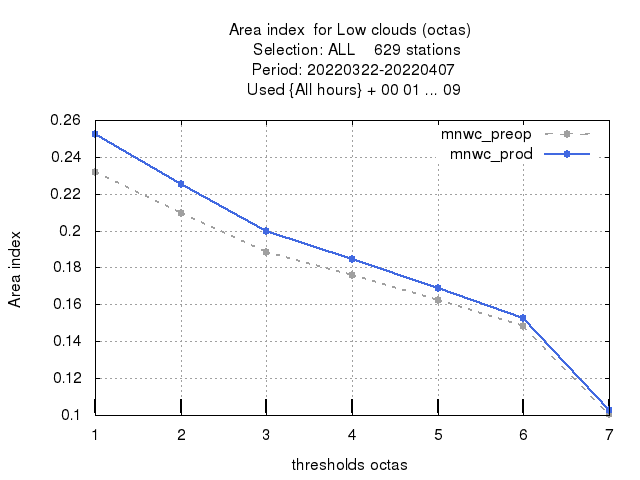 Area index  for Low clouds (octas)
Selection: ALL    629 stations
Period: 20220322-20220407
Used {All hours} + 00 01 ... 09
mnwc_preop
mnwc_prod
0.26
0.24
0.22
0.2
0.18
0.16
0.14
0.12
0.1
Area index
1 2 3 4 5 6 7
thresholds octas